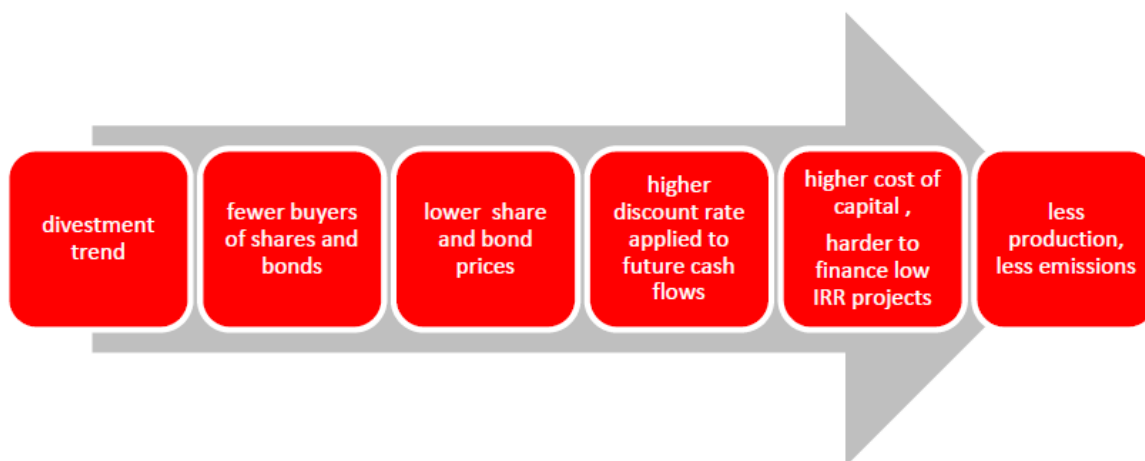 divestment
trend
fewer buyers
of shares and
bonds
lower share
and bond
prices
higher
discount rate
applied to
future cash
flows
higher cost of
capital ,
harder to
finance low
IRR projects
less
production,
less emissions